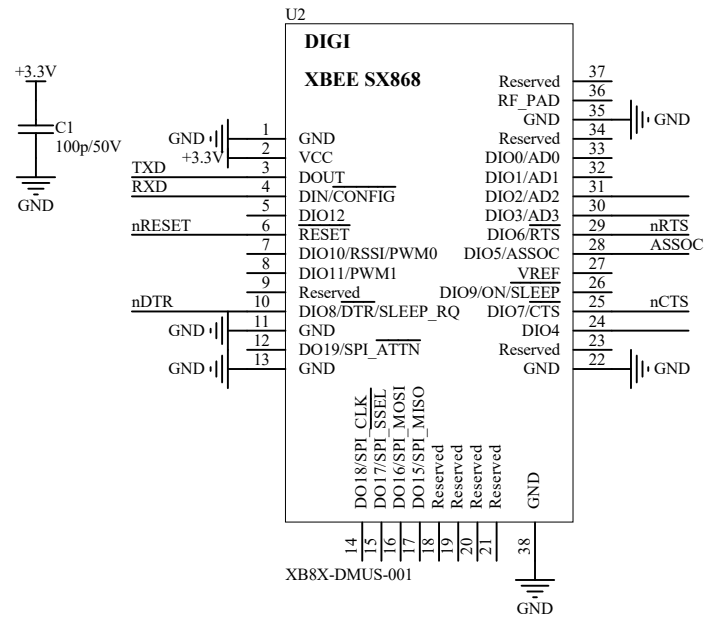 U2
DIGI
XBEE SX868
+3.3V
C1
100p/50V
GND
GND 1 GND
+3.3V 2 VCC
TXD 3 DOUT
RXD 4 DIN/CONFIG
5 DIO12
nRESET 6 RESET
7 DIO10/RSSI/PWM0
8 DIO11/PWM1
9 Reserved
nDTR 10 DIO8/DTR/SLEEP_RQ
GND 11 GND
12 DO19/SPI_ATTN
GND 13 GND
Reserved 37
RF_PAD 36
GND 35 GND
Reserved 34
DIO0/AD0 33
DIO1/AD1 32
DIO2/AD2 31
DIO3/AD3 30
DIO6/RTS 29 nRTS
DIO5/ASSOC 28 ASSOC
VREF 27
DIO9/ON/SLEEP 26
DIO7/CTS 25 nCTS
DIO4 24
Reserved 23
GND 22 GND
DO18/SPI_CLK 14
DO17/SPI_SSEL 15
DO16/SPI_MOSI 16
DO15/SPI_MISO 17
Reserved 18
Reserved 19
Reserved 20
Reserved 21
GND 38
XB8X-DMUS-001
GND